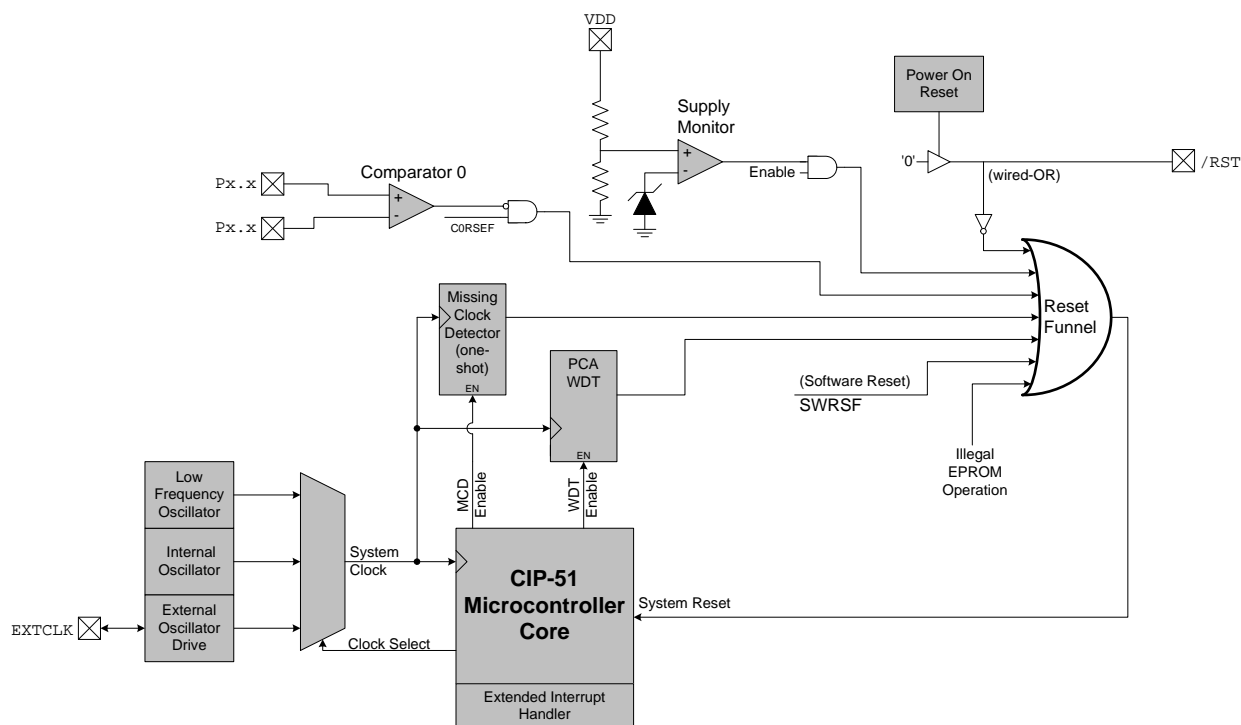 VDD
Power On
Reset
Supply
Monitor
+
-
Enable
'0'
/RST
(wired-OR)
Comparator 0
Px.x
+
Px.x
-
C0RSEF
Missing
Clock
Detector
(one-
shot)
EN
PCA
WDT
EN
Reset
Funnel
(Software Reset)
SWRSF
Illegal
EPROM
Operation
Low
Frequency
Oscillator
Internal
Oscillator
External
Oscillator
Drive
EXTCLK
System
Clock
MCD
Enable
WDT
Enable
CIP-51
Microcontroller
Core
System Reset
Clock Select
Extended Interrupt
Handler